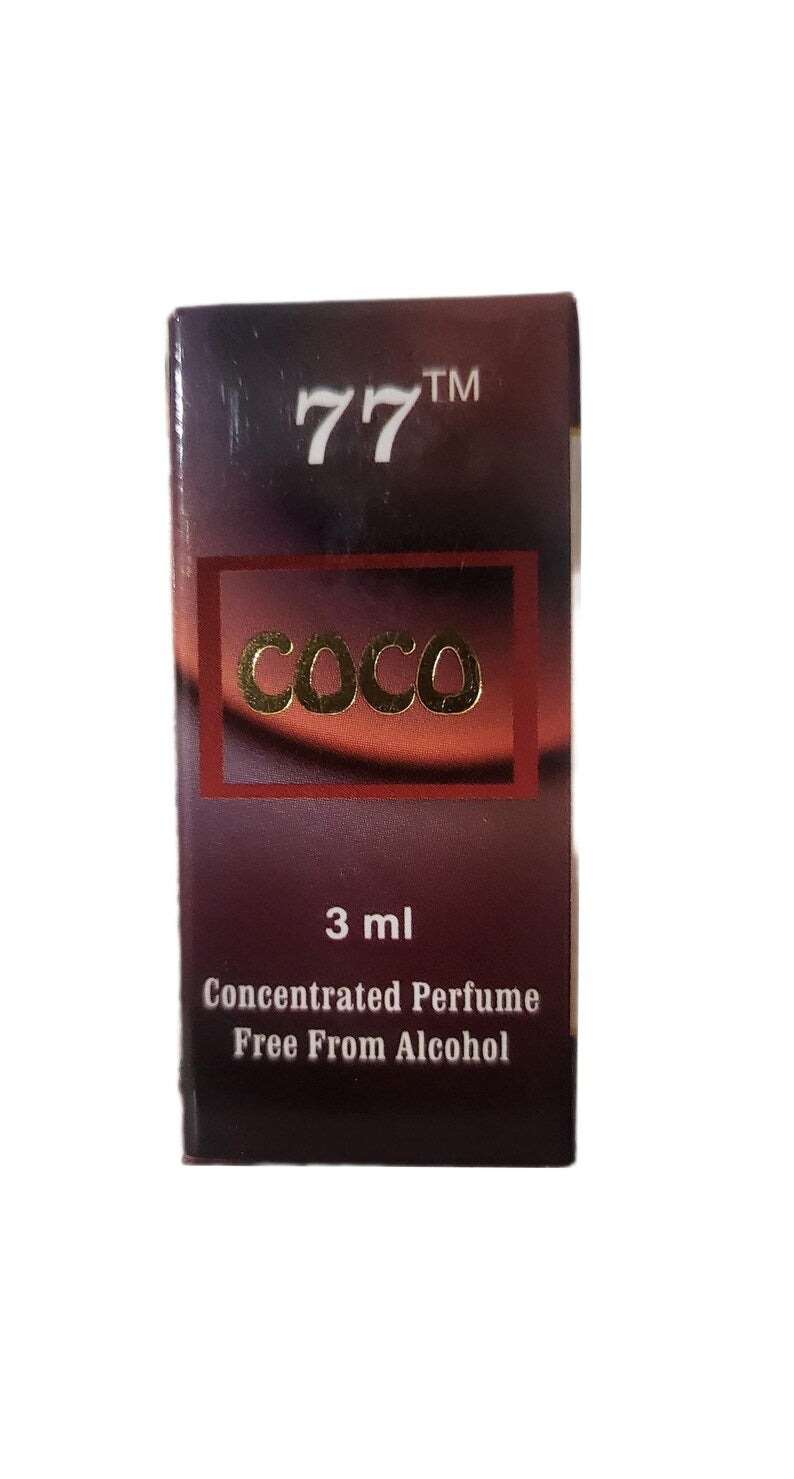 77™
COCO
3 ml
Concentrated Perfume
Free From Alcohol